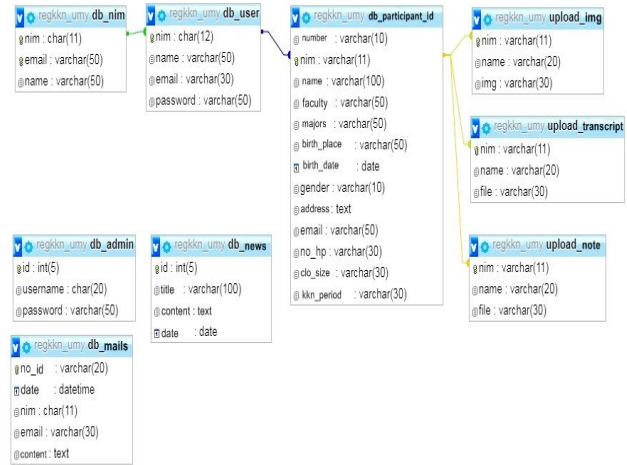 regkkn_umy db_nim
nim : char(11)
email : varchar(50)
name : varchar(50)
regkkn_umy db_user
nim : char(12)
name : varchar(50)
email : varchar(30)
password : varchar(50)
regkkn_umy db_participant_id
number : varchar(10)
nim : varchar(11)
name : varchar(100)
faculty : varchar(50)
majors : varchar(50)
birth_place : varchar(50)
birth_date : date
gender : varchar(10)
address : text
email : varchar(50)
no_hp : varchar(30)
clo_size : varchar(30)
kkn_period : varchar(30)
regkkn_umy upload_img
nim : varchar(11)
name : varchar(20)
img : varchar(30)
regkkn_umy upload_transcript
nim : varchar(11)
name : varchar(20)
file : varchar(30)
regkkn_umy upload_note
nim : varchar(11)
name : varchar(20)
file : varchar(30)
regkkn_umy db_admin
id : int(5)
username : char(20)
password : varchar(50)
regkkn_umy db_news
id : int(5)
title : varchar(100)
content : text
date : date
regkkn_umy db_mails
no_id : varchar(20)
date : datetime
nim : char(11)
email : varchar(30)
content : text